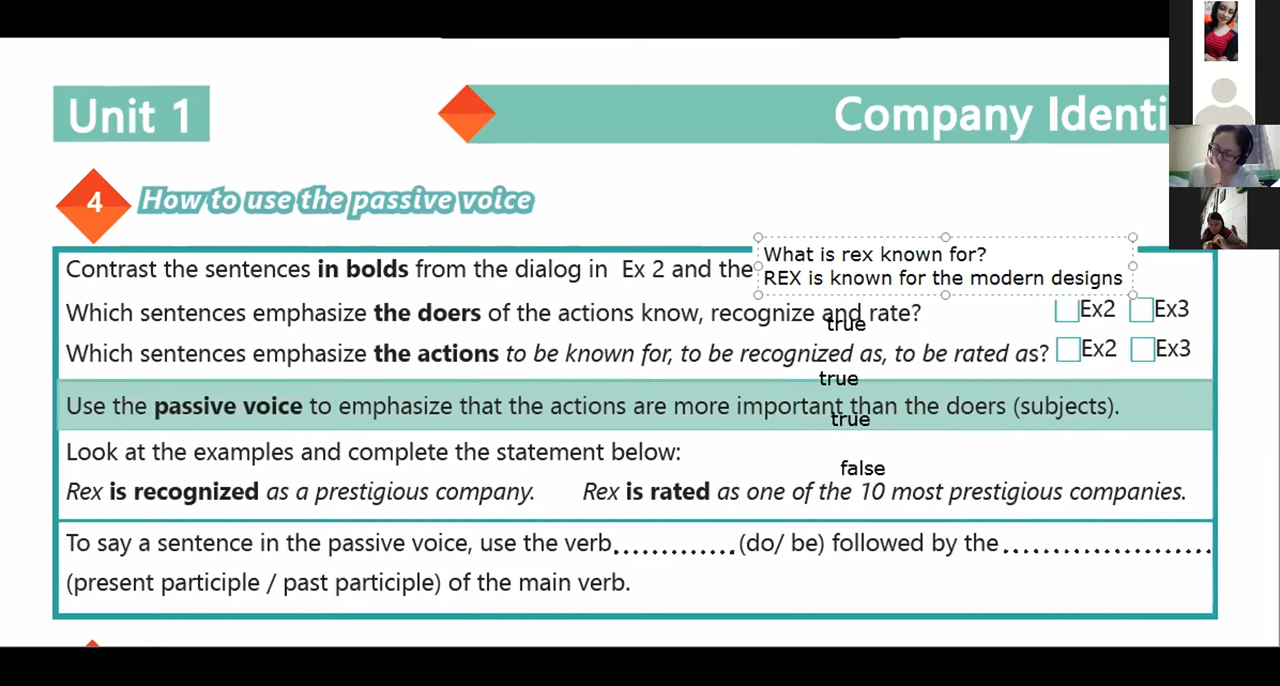 Unit 1
Company Identi
4
How to use the passive voice
What is rex known for?
REX is known for the modern designs
Contrast the sentences in bolds from the dialog in Ex 2 and the
Which sentences emphasize the doers of the actions know, recognize and rate? Ex2 Ex3
true
Which sentences emphasize the actions to be known for, to be recognized as, to be rated as? Ex2 Ex3
true
Use the passive voice to emphasize that the actions are more important than the doers (subjects).
true
Look at the examples and complete the statement below:
false
Rex is recognized as a prestigious company. Rex is rated as one of the 10 most prestigious companies.
To say a sentence in the passive voice, use the verb............(do/ be) followed by the .....................
(present participle / past participle) of the main verb.